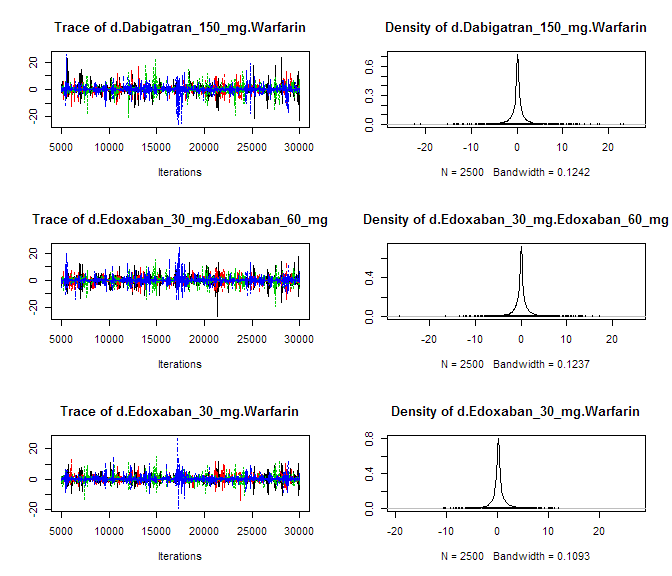 Trace of d.Dabigatran_150_mg.Warfarin
20
0
-20
5000 10000 15000 20000 25000 30000
Iterations
Density of d.Dabigatran_150_mg.Warfarin
0.6
0.3
0.0
-20 -10 0 10 20
N = 2500 Bandwidth = 0.1242
Trace of d.Edoxaban_30_mg.Edoxaban_60_mg
20
0
-20
5000 10000 15000 20000 25000 30000
Iterations
Density of d.Edoxaban_30_mg.Edoxaban_60_mg
0.4
0.0
-20 -10 0 10 20
N = 2500 Bandwidth = 0.1237
Trace of d.Edoxaban_30_mg.Warfarin
20
0
-20
5000 10000 15000 20000 25000 30000
Iterations
Density of d.Edoxaban_30_mg.Warfarin
0.8
0.4
0.0
-20 -10 0 10 20
N = 2500 Bandwidth = 0.1093